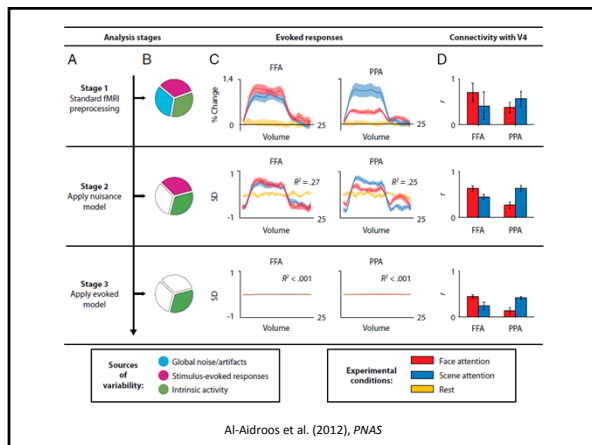 Analysis stages
Evoked responses
Connectivity with V4
A
B
C
D
FFA
PPA
Stage 1
Standard fMRI
preprocessing
1.4
% Change
0
25
Volume
25
Volume
1
r
0
FFA
PPA
Stage 2
Apply nuisance
model
FFA
PPA
1
SD
-1
R² = .27
R² = .25
25
Volume
25
Volume
1
r
0
FFA
PPA
Stage 3
Apply evoked
model
FFA
PPA
1
SD
-1
R² < .001
R² < .001
25
Volume
25
Volume
1
r
0
FFA
PPA
Sources
of
variability:
Global noise/artifacts
Stimulus-evoked responses
Intrinsic activity
Experimental
conditions:
Face attention
Scene attention
Rest
Al-Aidroos et al. (2012), PNAS